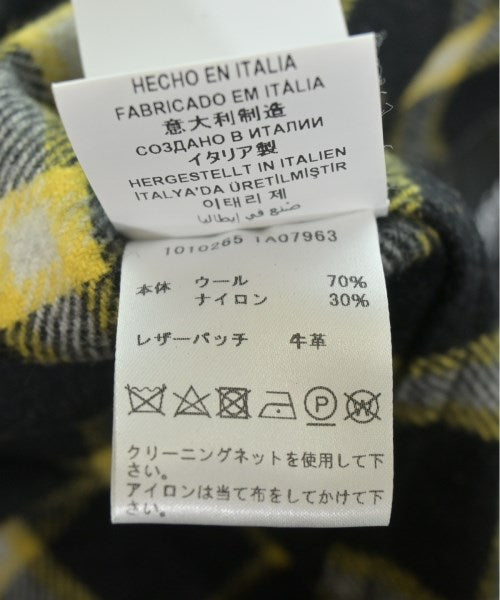 HECHO EN ITALIA
FABRICADO EM ITÁLIA
意大利制造
СОЗДАНО В ИТАЛИИ
イタリア製
HERGESTELLT IN ITALIEN
İTALYA'DA ÜRETİLMİŞTİR
이태리 제
صنع في إيطاليا
1010265 1A07963
本体 ウール 70%
ナイロン 30%
レザーパッチ 牛革
P W
クリーニングネットを使用して下
さい。
アイロンは当て布をしてかけて下
さい。